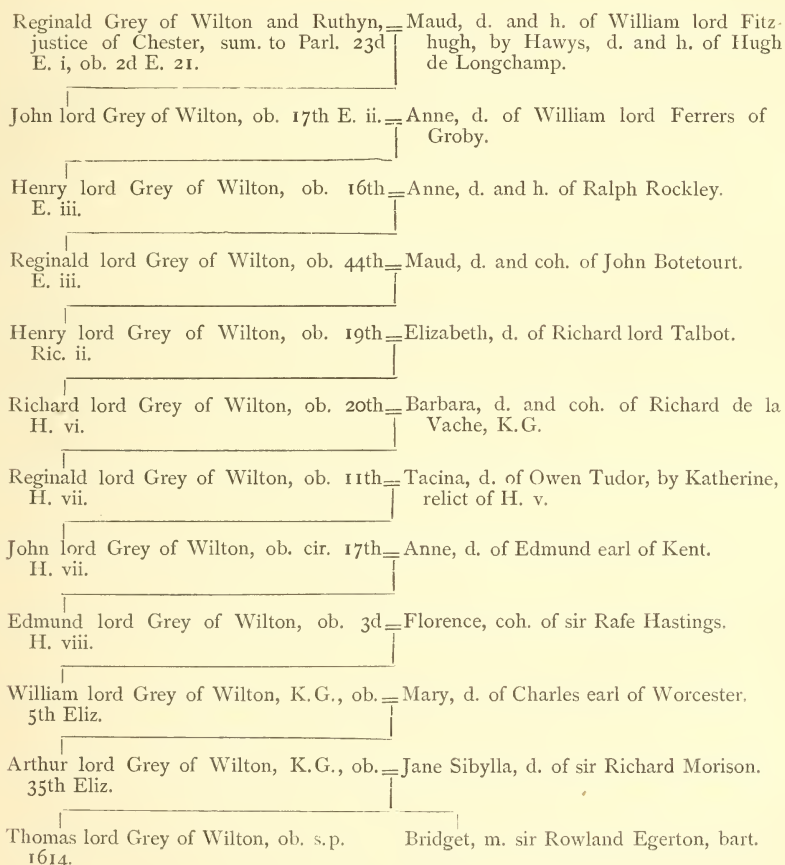 Reginald Grey of Wilton and Ruthyn,
justice of Chester, sum. to Parl. 23d
E. i, ob. 2d E. 21.
Maud, d. and h. of William lord Fitz-
hugh, by Hawys, d. and h. of Hugh
de Longchamp.
John lord Grey of Wilton, ob. 17th E. ii.
Anne, d. of William lord Ferrers of
Groby.
Henry lord Grey of Wilton, ob. 16th
E. iii.
Anne, d. and h. of Ralph Rockley.
Reginald lord Grey of Wilton, ob. 44th
E. iii.
Maud, d. and coh. of John Botetourt.
Henry lord Grey of Wilton, ob. 19th
Ric. ii.
Elizabeth, d. of Richard lord Talbot.
Richard lord Grey of Wilton, ob. 20th
H. vi.
Barbara, d. and coh. of Richard de la
Vache, K.G.
Reginald lord Grey of Wilton, ob. 11th
H. vii.
Tacina, d. of Owen Tudor, by Katherine,
relict of H. v.
John lord Grey of Wilton, ob. cir. 17th
H. vii.
Anne, d. of Edmund earl of Kent.
Edmund lord Grey of Wilton, ob. 3d
H. viii.
Florence, coh. of sir Rafe Hastings.
William lord Grey of Wilton, K.G., ob.
5th Eliz.
Mary, d. of Charles earl of Worcester.
Arthur lord Grey of Wilton, K.G., ob.
35th Eliz.
Jane Sibylla, d. of sir Richard Morison.
Thomas lord Grey of Wilton, ob. s.p.
1614.
Bridget, m. sir Rowland Egerton, bart.